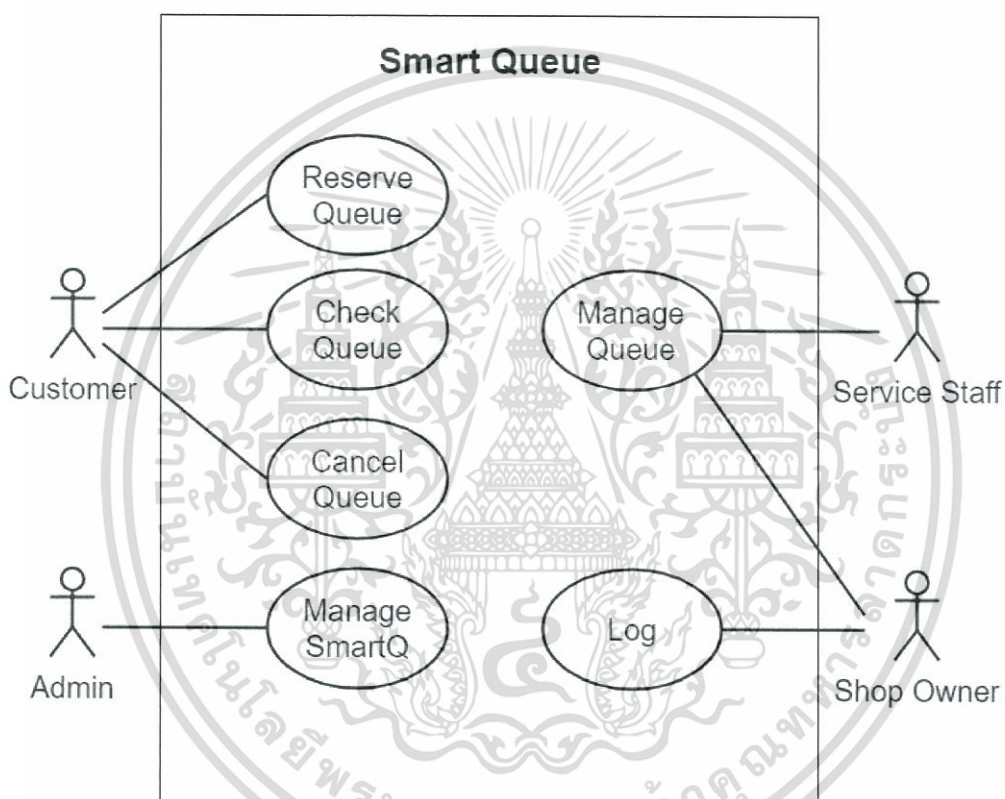 Smart Queue
Reserve
Queue
Check
Queue
Manage
Queue
Customer
Service Staff
Cancel
Queue
Manage
SmartQ
Log
Admin
Shop Owner